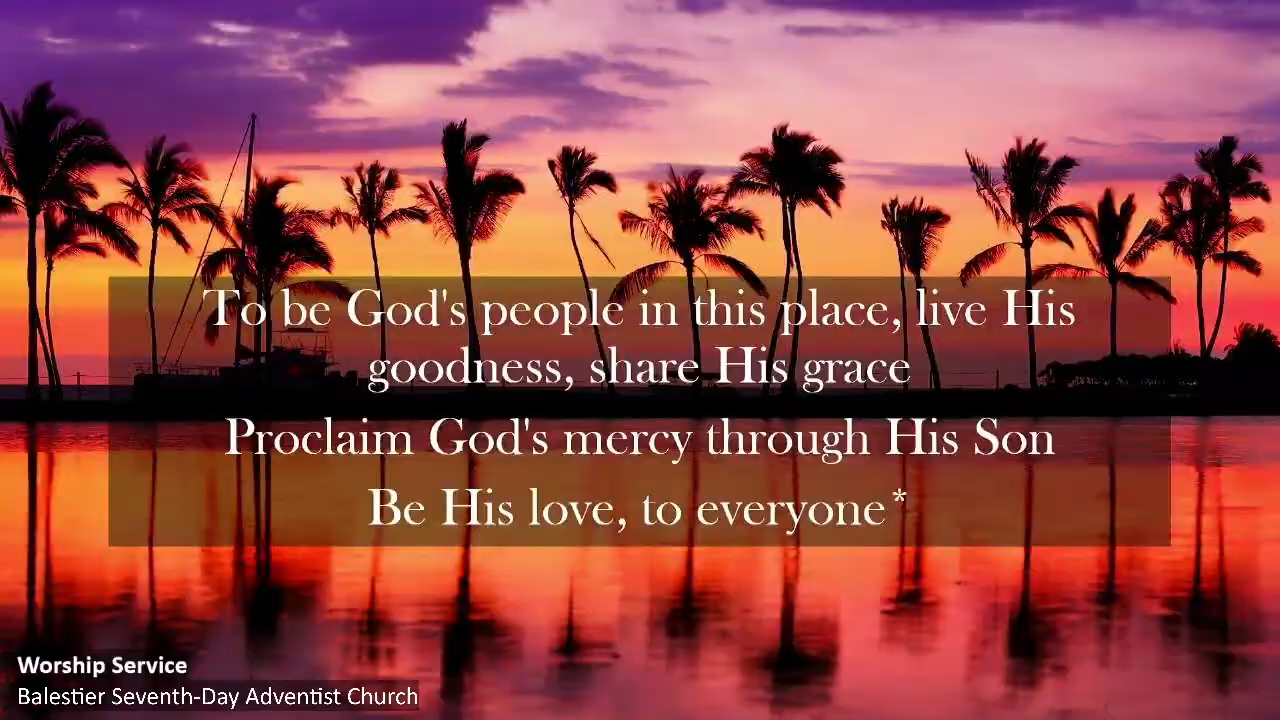 To be God's people in this place, live His
goodness, share His grace
Proclaim God's mercy through His Son
Be His love, to everyone*
Worship Service
Balestier Seventh-Day Adventist Church